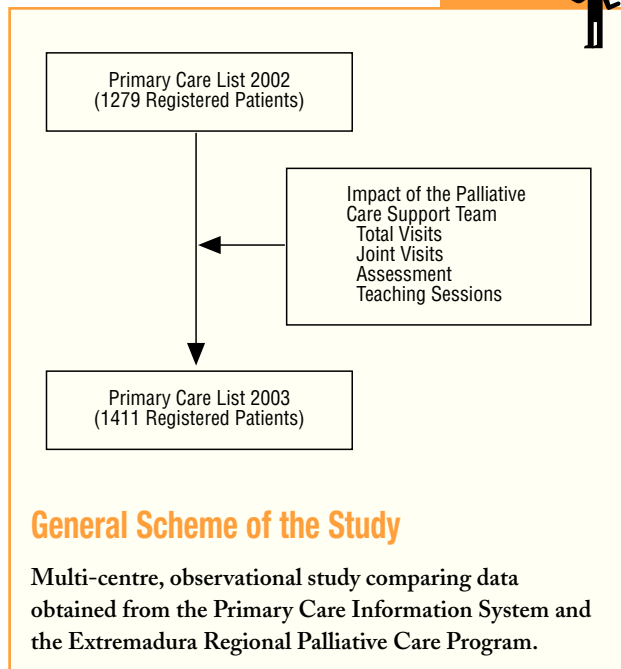 Primary Care List 2002
(1279 Registered Patients)
Impact of the Palliative
Care Support Team
Total Visits
Joint Visits
Assessment
Teaching Sessions
Primary Care List 2003
(1411 Registered Patients)
General Scheme of the Study
Multi-centre, observational study comparing data
obtained from the Primary Care Information System and
the Extremadura Regional Palliative Care Program.